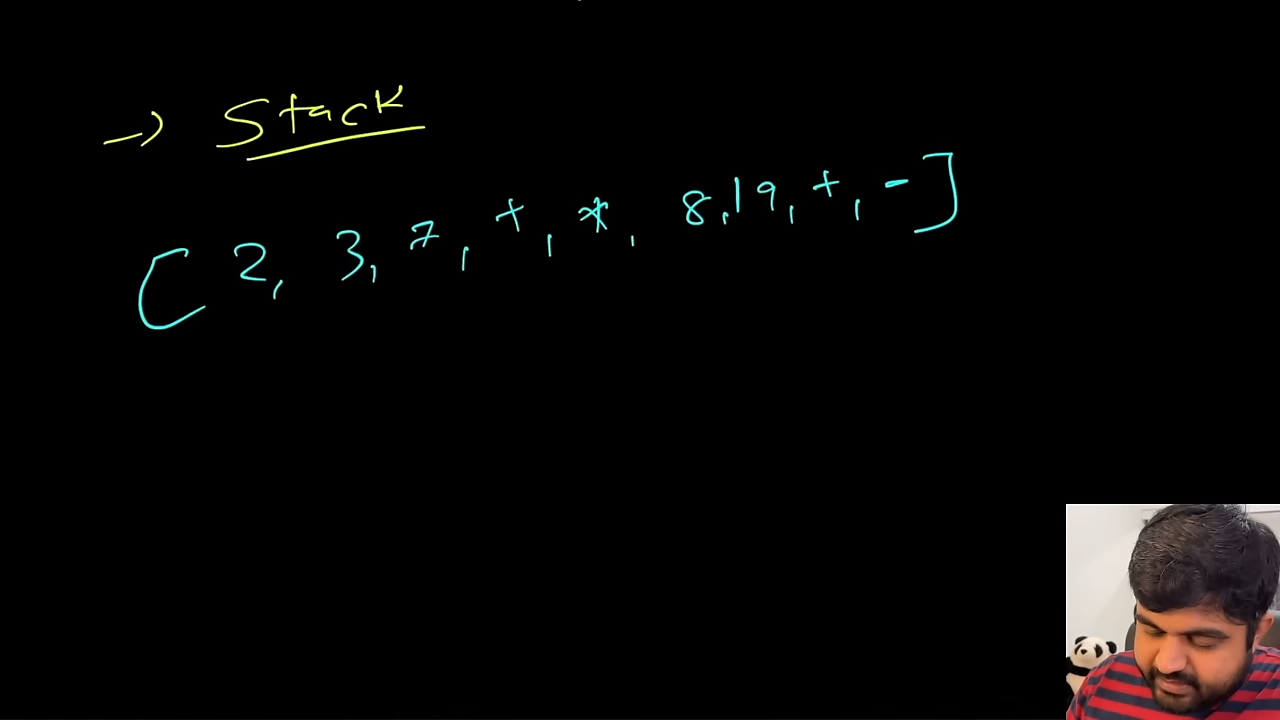 → Stack
[ 2, 3, 7, +, *, 8, 19, +, - ]